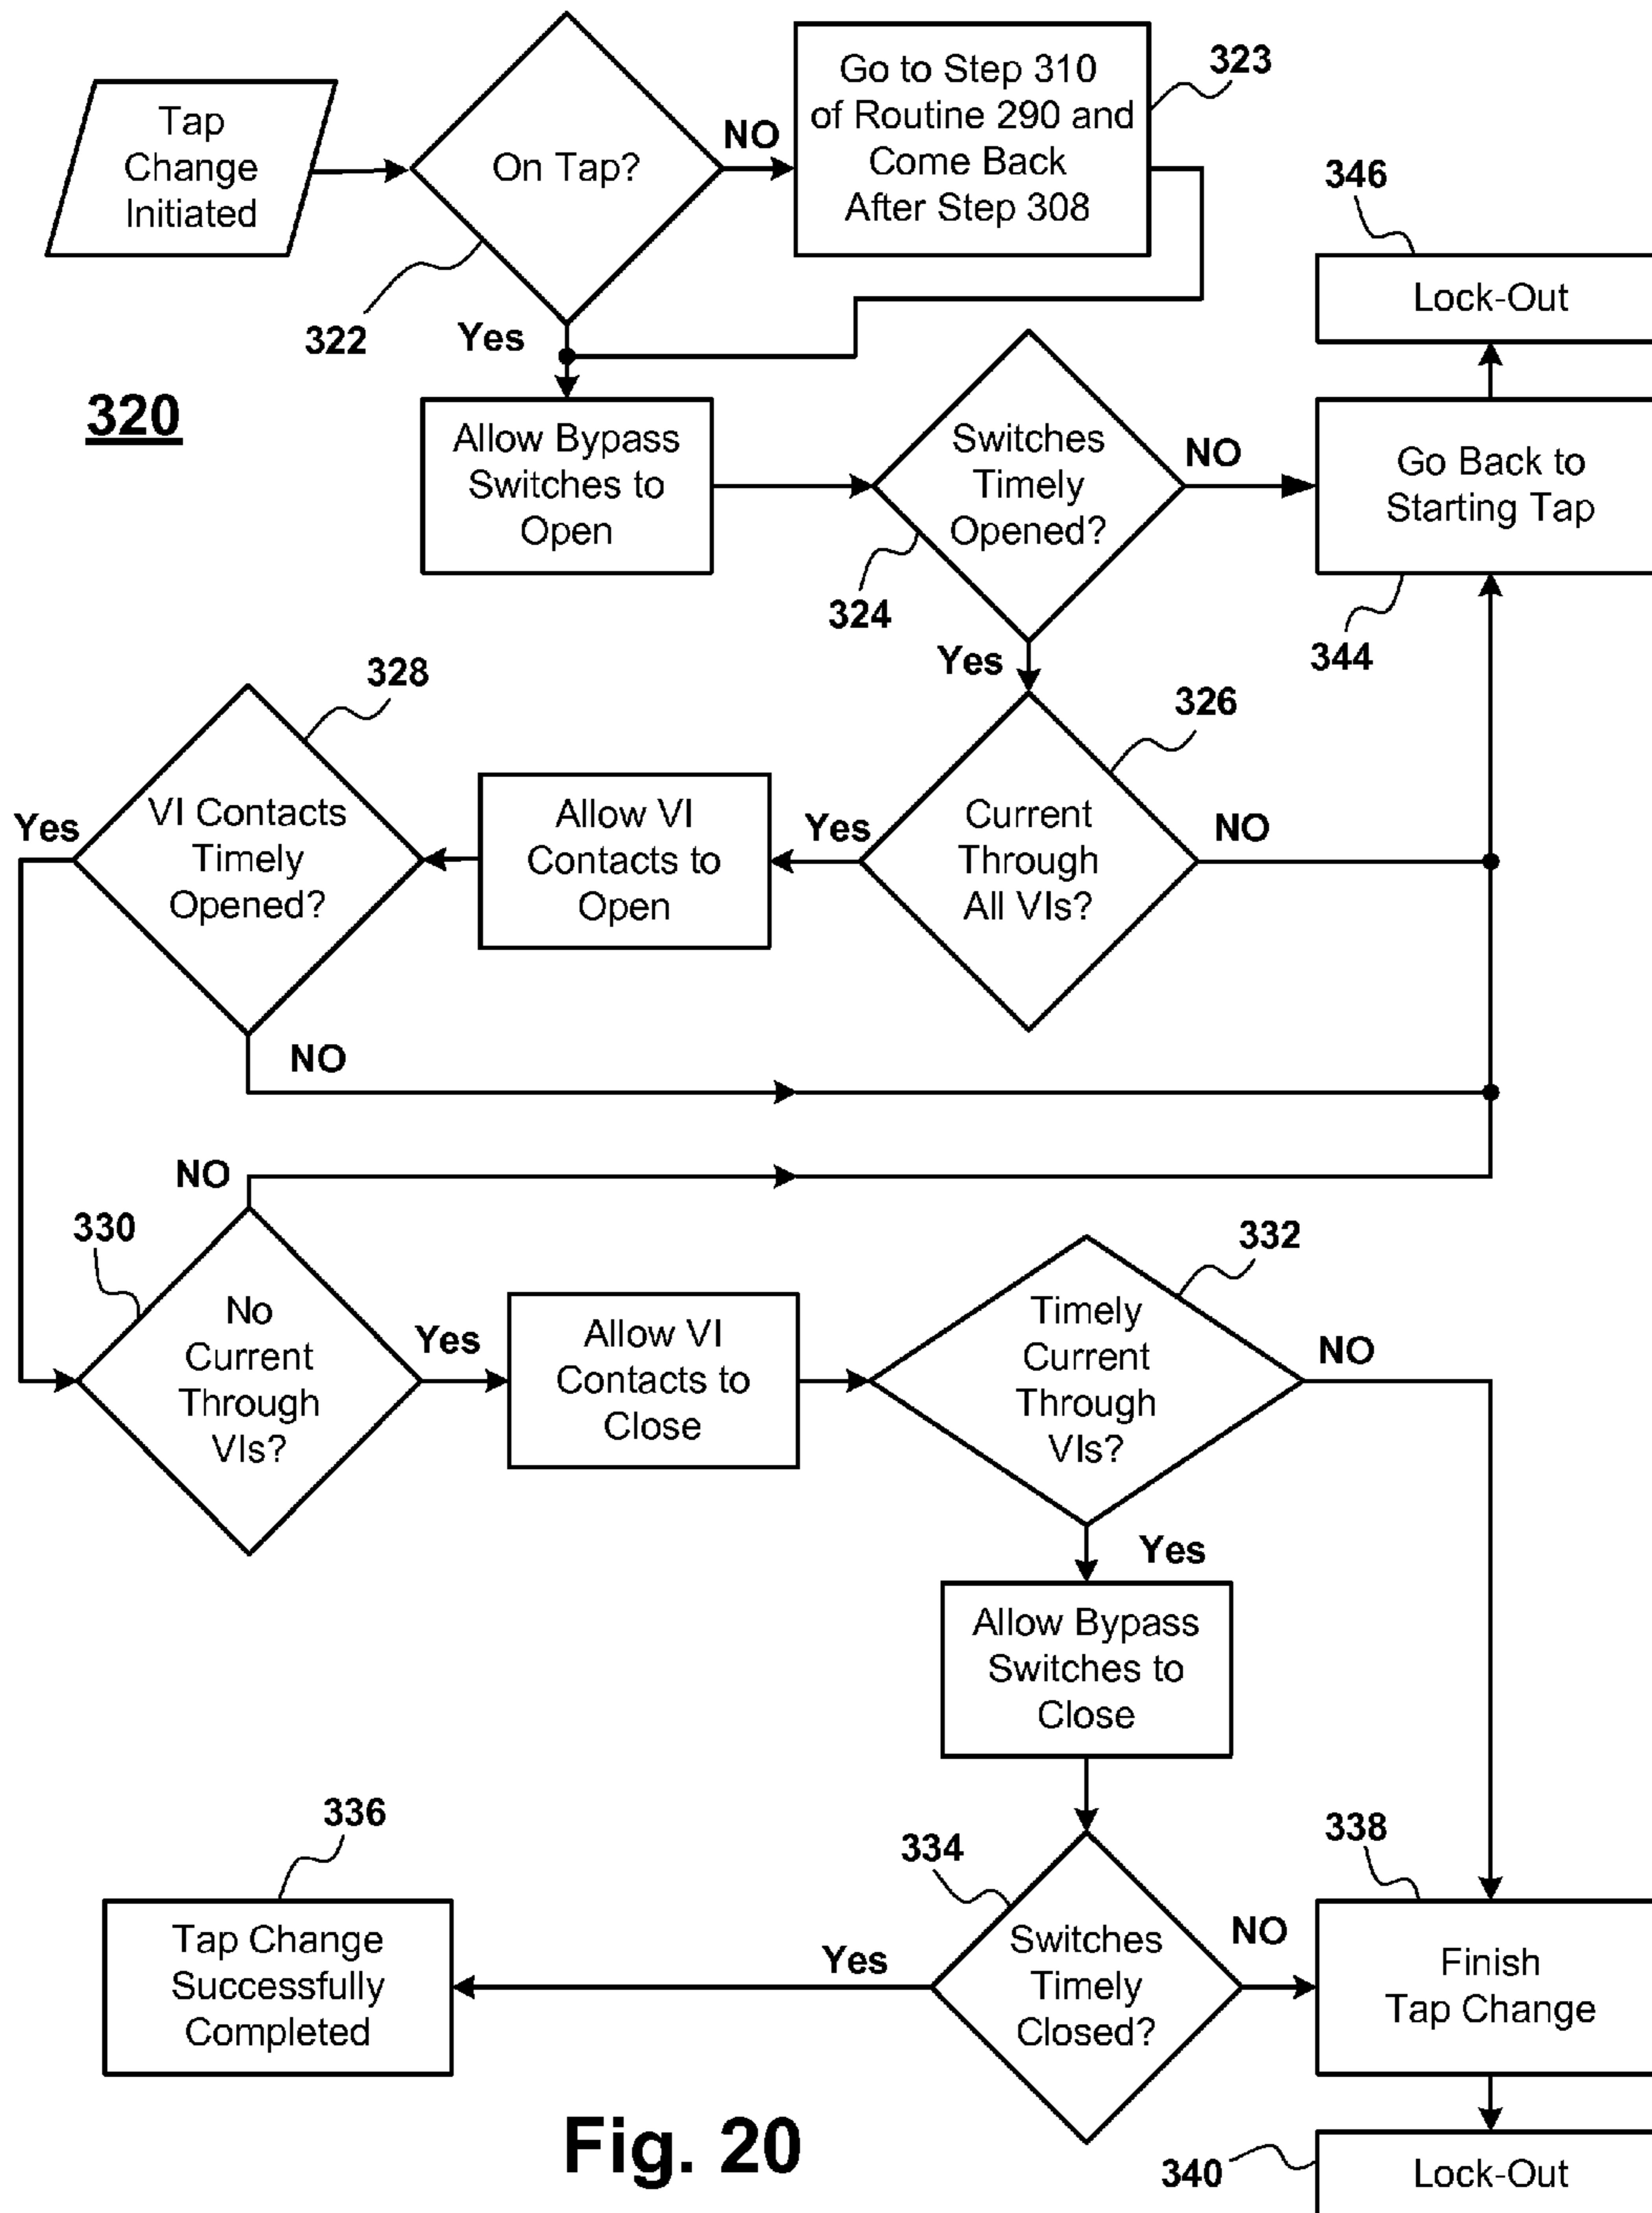 Tap
Change
Initiated
On Tap?
NO
Go to Step 310
of Routine 290 and
Come Back
After Step 308
323
322
Yes
346
Lock-Out
320
Allow Bypass
Switches to
Open
Switches
Timely
Opened?
NO
324
Go Back to
Starting Tap
344
Yes
328
326
Yes
VI Contacts
Timely
Opened?
Allow VI
Contacts to
Open
Yes
Current
Through
All VIs?
NO
NO
NO
330
No
Current
Through
VIs?
Yes
Allow VI
Contacts to
Close
332
Timely
Current
Through
VIs?
NO
Yes
Allow Bypass
Switches to
Close
336
Tap Change
Successfully
Completed
Yes
334
Switches
Timely
Closed?
NO
338
Finish
Tap Change
340
Lock-Out
Fig. 20